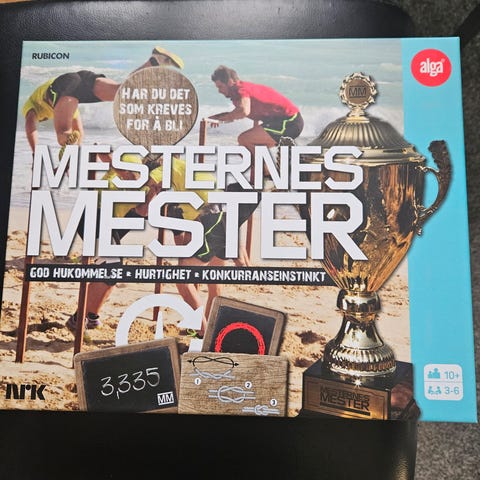 RUBICON
HAR DU DET
SOM KREVES
FOR Å BLI
alga
MM
MESTERNES
MESTER
GOD HUKOMMELSE • HURTIGHET • KONKURRANSEINSTINKT
3,335
MM
1
2
3
NRK
MESTERNES
MESTER
10+
3-6